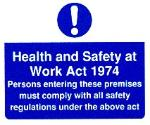 Health and Safety at
Work Act 1974
Persons entering these premises
must comply with all safety
regulations under the above act